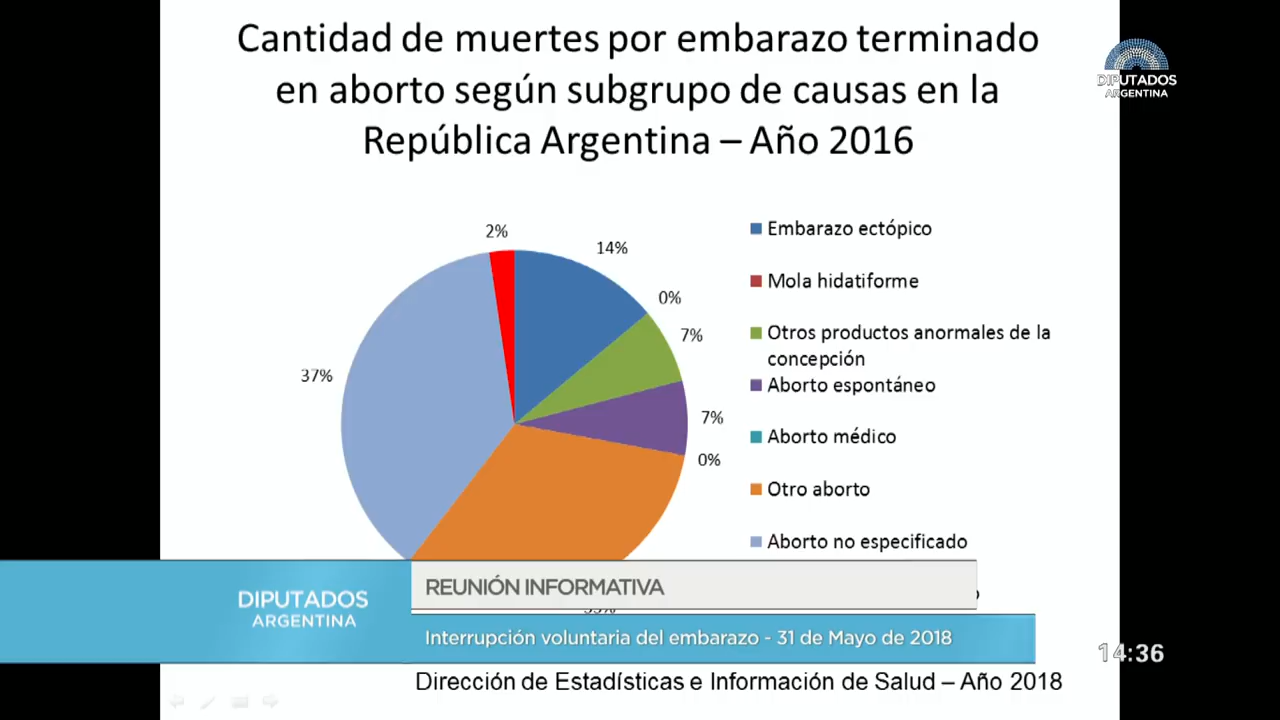 Cantidad de muertes por embarazo terminado
en aborto según subgrupo de causas en la
República Argentina – Año 2016
DIPUTADOS
ARGENTINA
2%
14%
0%
7%
37%
7%
0%
Embarazo ectópico
Mola hidatiforme
Otros productos anormales de la
concepción
Aborto espontáneo
Aborto médico
Otro aborto
Aborto no especificado
DIPUTADOS
ARGENTINA
REUNIÓN INFORMATIVA
Interrupción voluntaria del embarazo - 31 de Mayo de 2018
14:36
Dirección de Estadísticas e Información de Salud – Año 2018